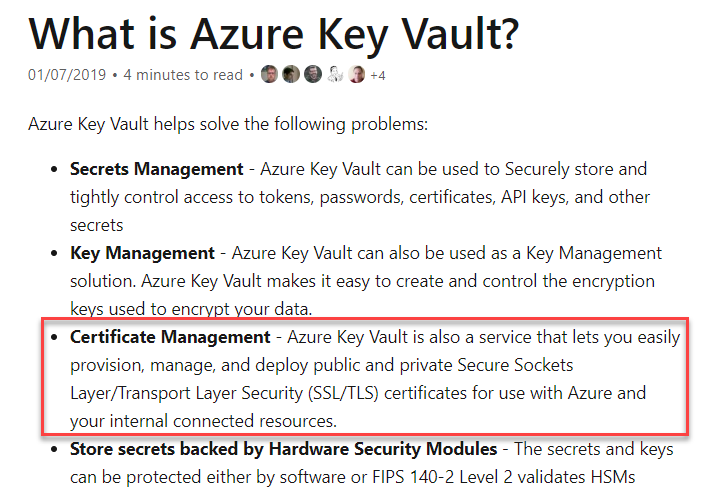 What is Azure Key Vault?
01/07/2019 • 4 minutes to read • +4
Azure Key Vault helps solve the following problems:
• Secrets Management - Azure Key Vault can be used to Securely store and
tightly control access to tokens, passwords, certificates, API keys, and other
secrets
• Key Management - Azure Key Vault can also be used as a Key Management
solution. Azure Key Vault makes it easy to create and control the encryption
keys used to encrypt your data.
• Certificate Management - Azure Key Vault is also a service that lets you easily
provision, manage, and deploy public and private Secure Sockets
Layer/Transport Layer Security (SSL/TLS) certificates for use with Azure and
your internal connected resources.
• Store secrets backed by Hardware Security Modules - The secrets and keys
can be protected either by software or FIPS 140-2 Level 2 validates HSMs